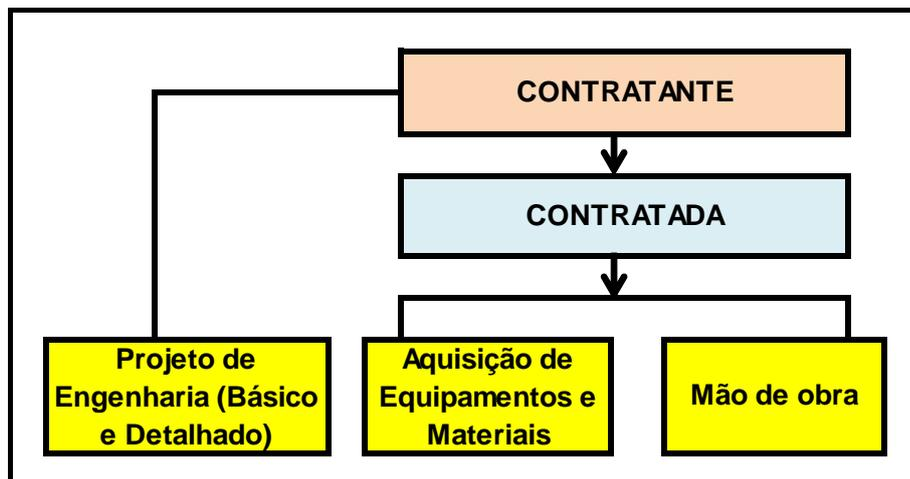 CONTRATANTE
CONTRATADA
Projeto de
Engenharia (Básico
e Detalhado)
Aquisição de
Equipamentos e
Materiais
Mão de obra